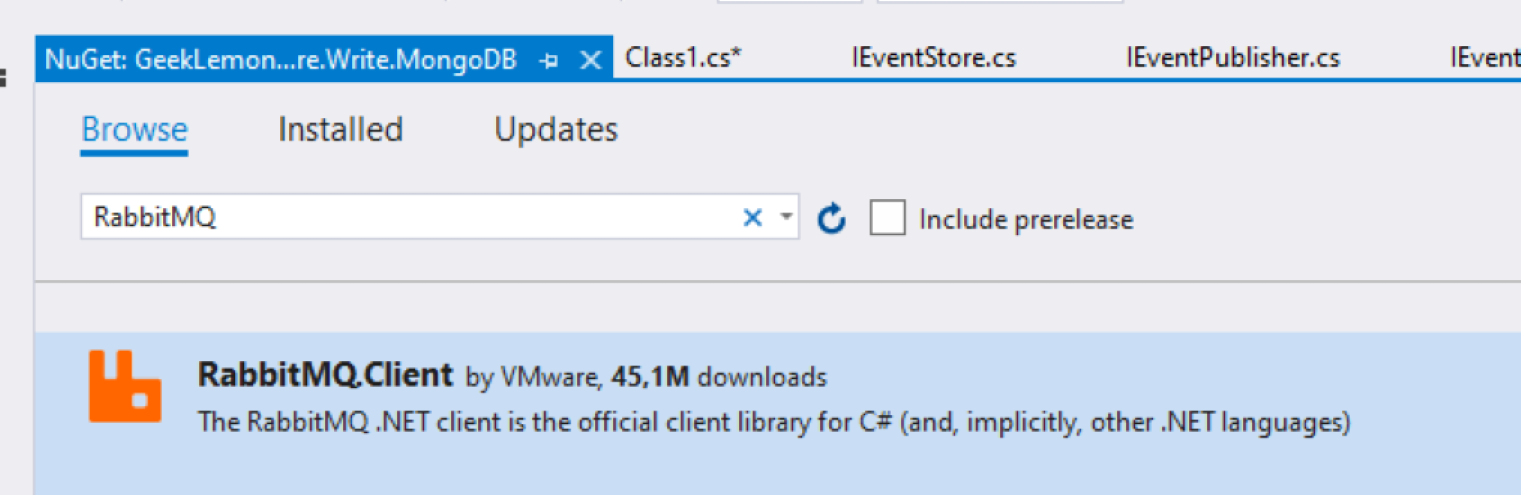 NuGet: GeekLemon...re.Write.MongoDB Class1.cs* IEventStore.cs IEventPublisher.cs IEvent
Browse Installed Updates
RabbitMQ Include prerelease
RabbitMQ.Client by VMware, 45,1M downloads
The RabbitMQ .NET client is the official client library for C# (and, implicitly, other .NET languages)